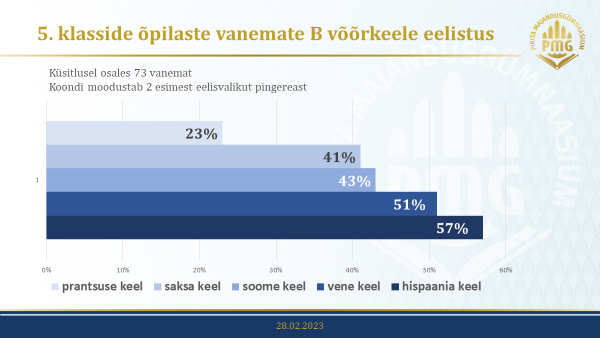 5. klasside õpilaste vanemate B võõrkeele eelistus
PIRITA MAJANDUSGÜMNAASIUM
PMG
Küsitlusel osales 73 vanemat
Koondi moodustab 2 esimest eelisvalikut pingereast
23%
41%
1
43%
51%
57%
0% 10% 20% 30% 40% 50% 60%
prantsuse keel saksa keel soome keel vene keel hispaania keel
28.02.2023